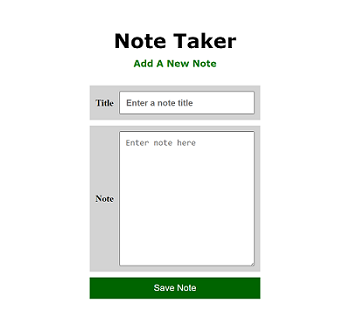 Note Taker
Add A New Note
Title Enter a note title
Enter note here
Note
Save Note